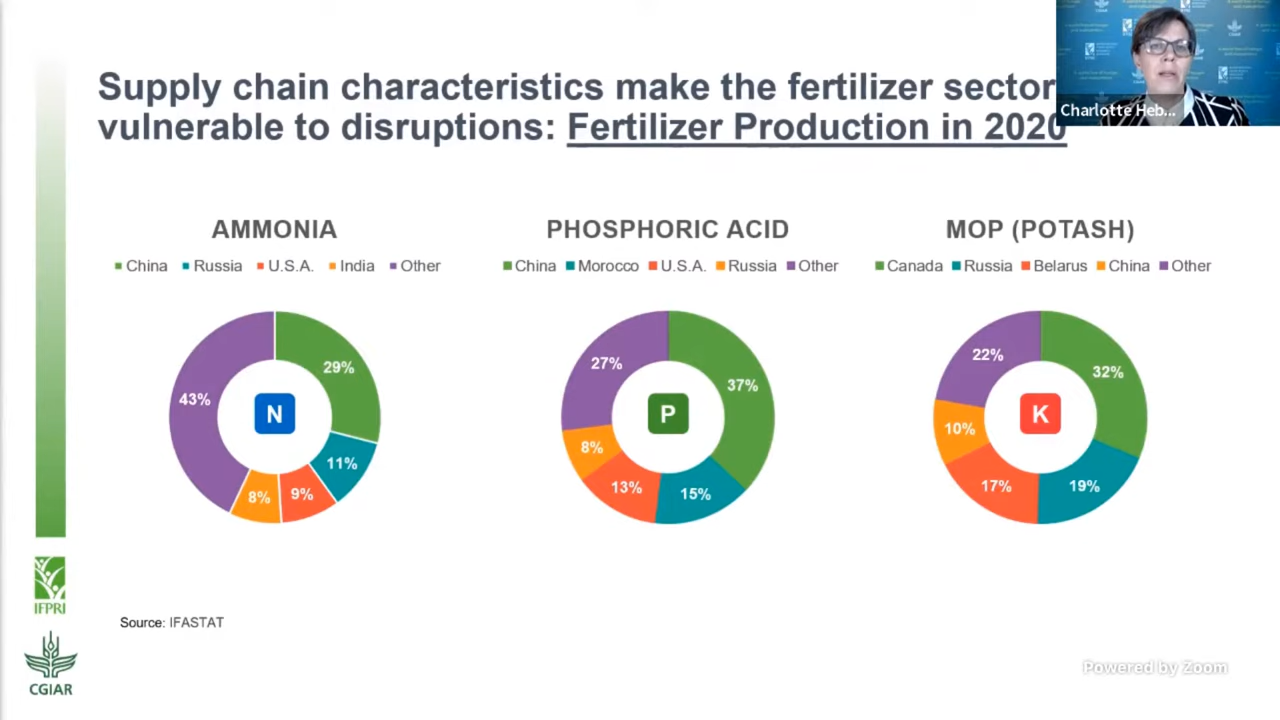 Supply chain characteristics make the fertilizer sector
vulnerable to disruptions: Fertilizer Production in 2020
Charlotte Heb...
AMMONIA
China Russia U.S.A. India Other
29%
11%
9%
8%
43%
N
PHOSPHORIC ACID
China Morocco U.S.A. Russia Other
37%
15%
13%
8%
27%
P
MOP (POTASH)
Canada Russia Belarus China Other
32%
19%
17%
10%
22%
K
IFPRI
CGIAR
Source: IFASTAT
Powered by Zoom